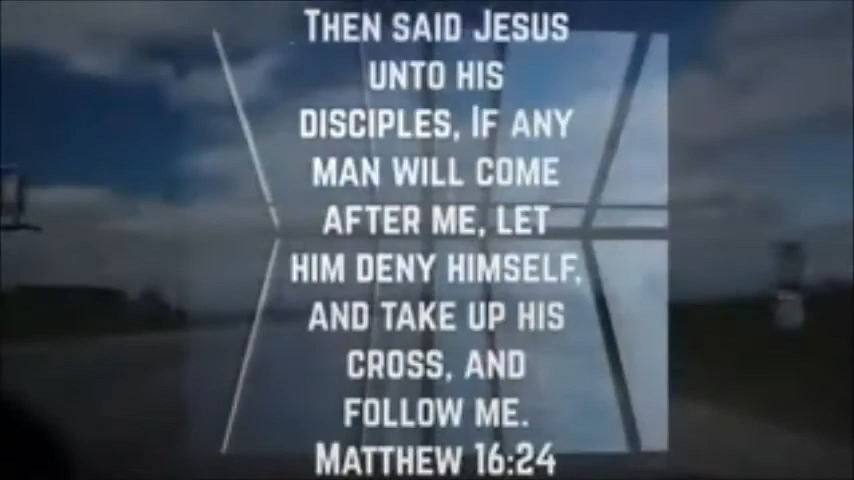 Then said Jesus
unto his
disciples, If any
man will come
after me, let
him deny himself,
and take up his
cross, and
follow me.
Matthew 16:24